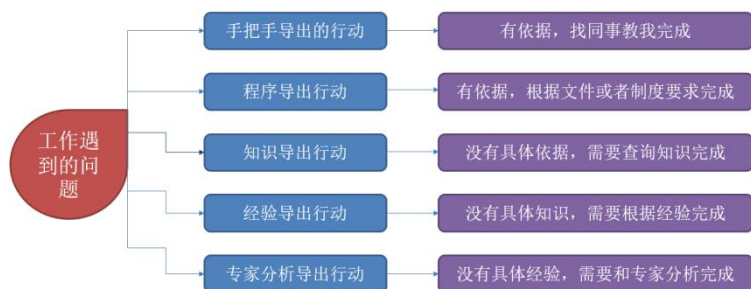 工作遇
到的问
题
手把手导出的行动
有依据，找同事教我完成
程序导出行动
有依据，根据文件或者制度要求完成
知识导出行动
没有具体依据，需要查询知识完成
经验导出行动
没有具体知识，需要根据经验完成
专家分析导出行动
没有具体经验，需要和专家分析完成